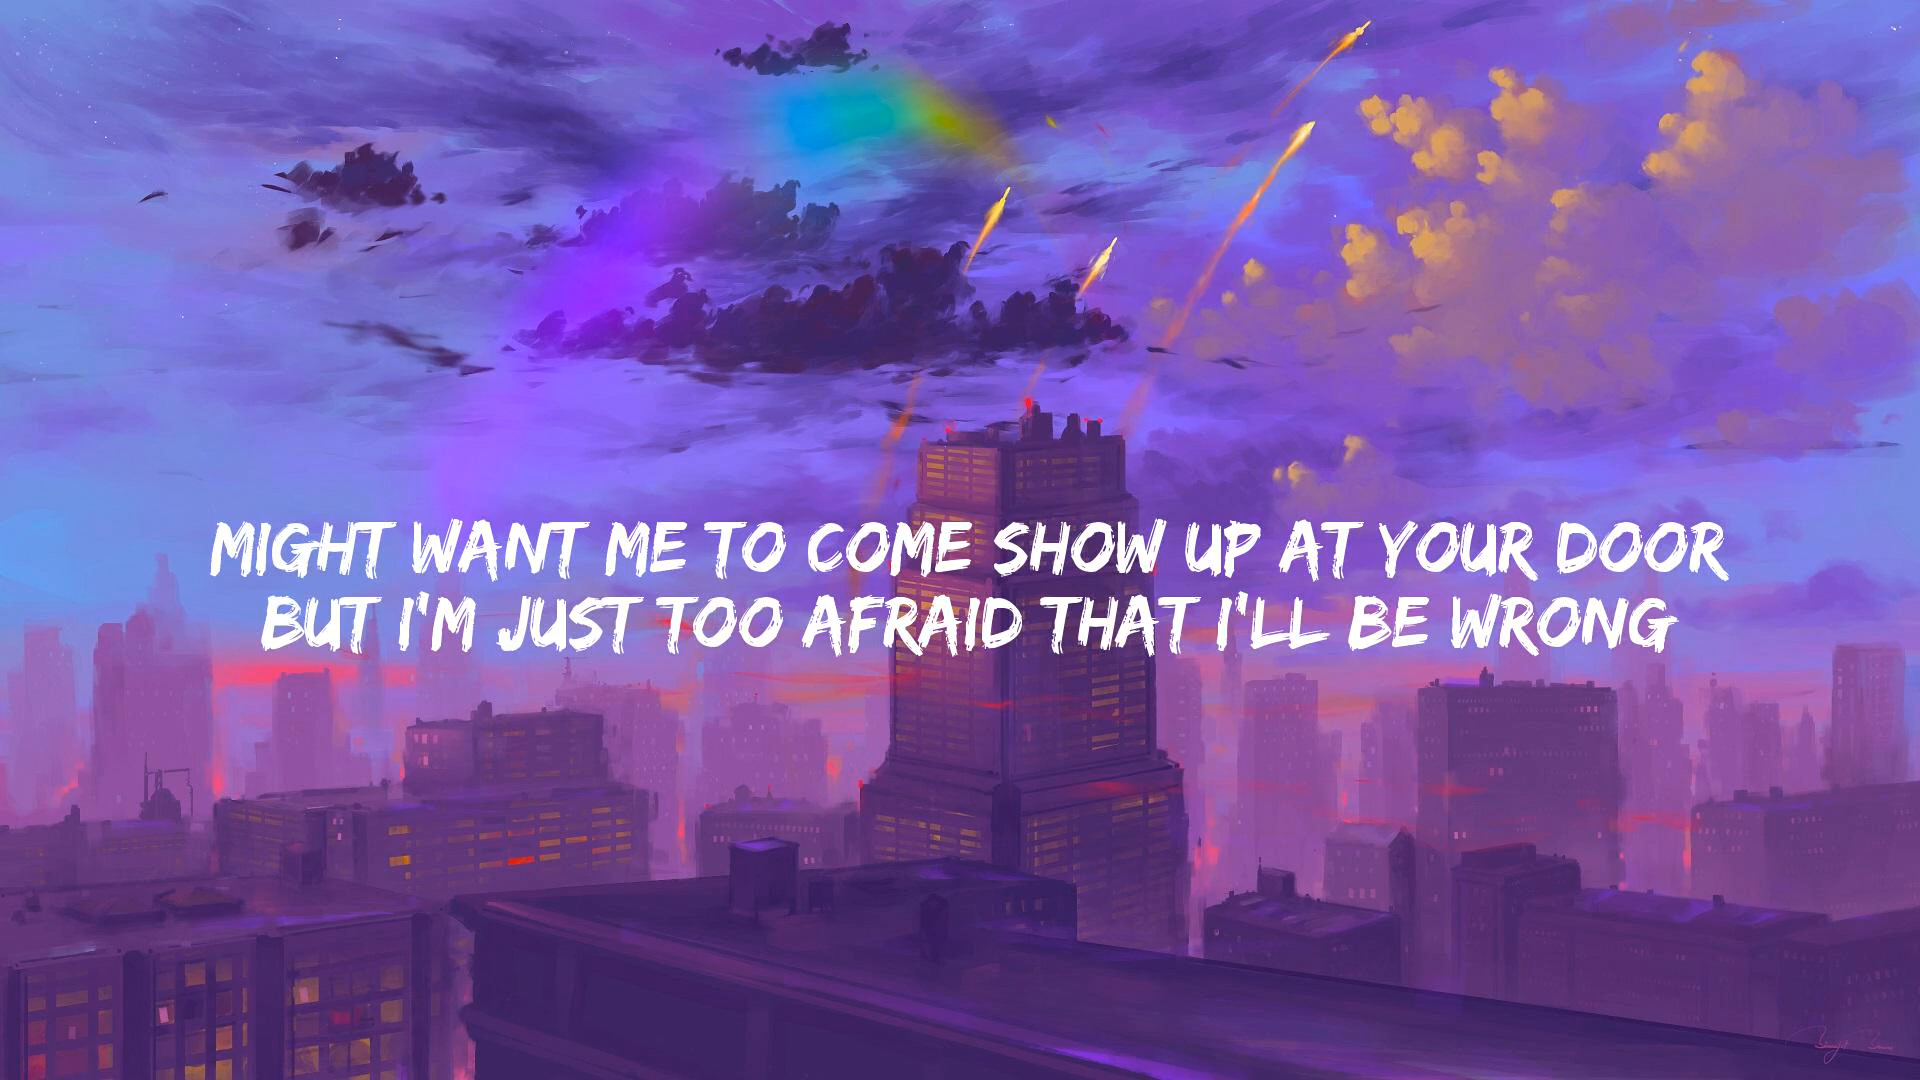 MIGHT WANT ME TO COME SHOW UP AT YOUR DOOR
BUT I'M JUST TOO AFRAID THAT I'LL BE WRONG